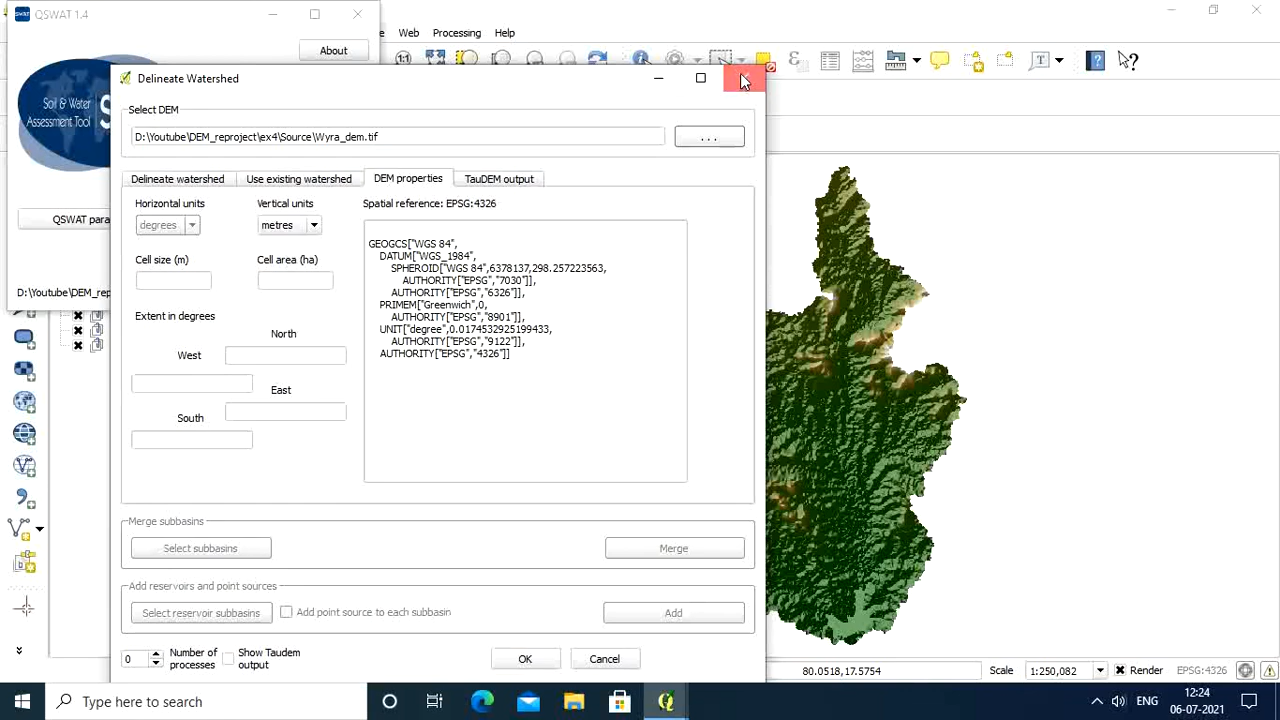 QSWAT 1.4
About
Web Processing Help
Soil & Water
Assessment Tool
Delineate Watershed
Select DEM
D:\Youtube\DEM_reproject\ex4\Source\Wyra_dem.tif
...
Delineate watershed Use existing watershed DEM properties TauDEM output
Horizontal units Vertical units Spatial reference: EPSG:4326
degrees metres
QSWAT para
Cell size (m) Cell area (ha)
GEOGCS["WGS 84",
DATUM["WGS_1984",
SPHEROID["WGS 84",6378137,298.257223563,
AUTHORITY["EPSG","7030"]],
AUTHORITY["EPSG","6326"]],
PRIMEM["Greenwich",0,
AUTHORITY["EPSG","8901"]],
UNIT["degree",0.0174532925199433,
AUTHORITY["EPSG","9122"]],
AUTHORITY["EPSG","4326"]]
D:\Youtube\DEM_rep
Extent in degrees
North
West
East
South
Merge subbasins
Select subbasins Merge
Add reservoirs and point sources
Select reservoir subbasins Add point source to each subbasin Add
0 Number of processes Show Taudem output OK Cancel
80.0518,17.5754 Scale 1:250,082 Render EPSG:4326
Type here to search
ENG
12:24
06-07-2021